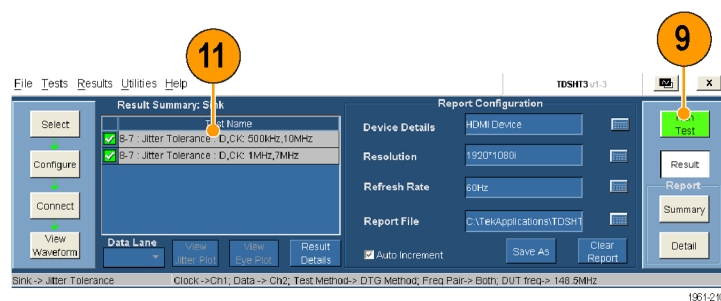 11
9
File Tests Results Utilities Help
TDSHT3 v1-3
x
Result Summary: Sink
Report Configuration
Select
Configure
Connect
View Waveform
Test Name
8-7 : Jitter Tolerance : D,CK: 500kHz,10MHz
8-7 : Jitter Tolerance : D,CK: 1MHz,7MHz
Data Lane
View Jitter Plot
View Eye Plot
Result Details
Device Details
HDMI Device
Resolution
1920*1080i
Refresh Rate
60Hz
Report File
C:\TekApplications\TDSHT
Auto Increment
Save As
Clear Report
Test
Result
Report
Summary
Detail
Sink -> Jitter Tolerance
Clock ->Ch1; Data -> Ch2; Test Method-> DTG Method; Freq Pair-> Both; DUT freq-> 148.5MHz